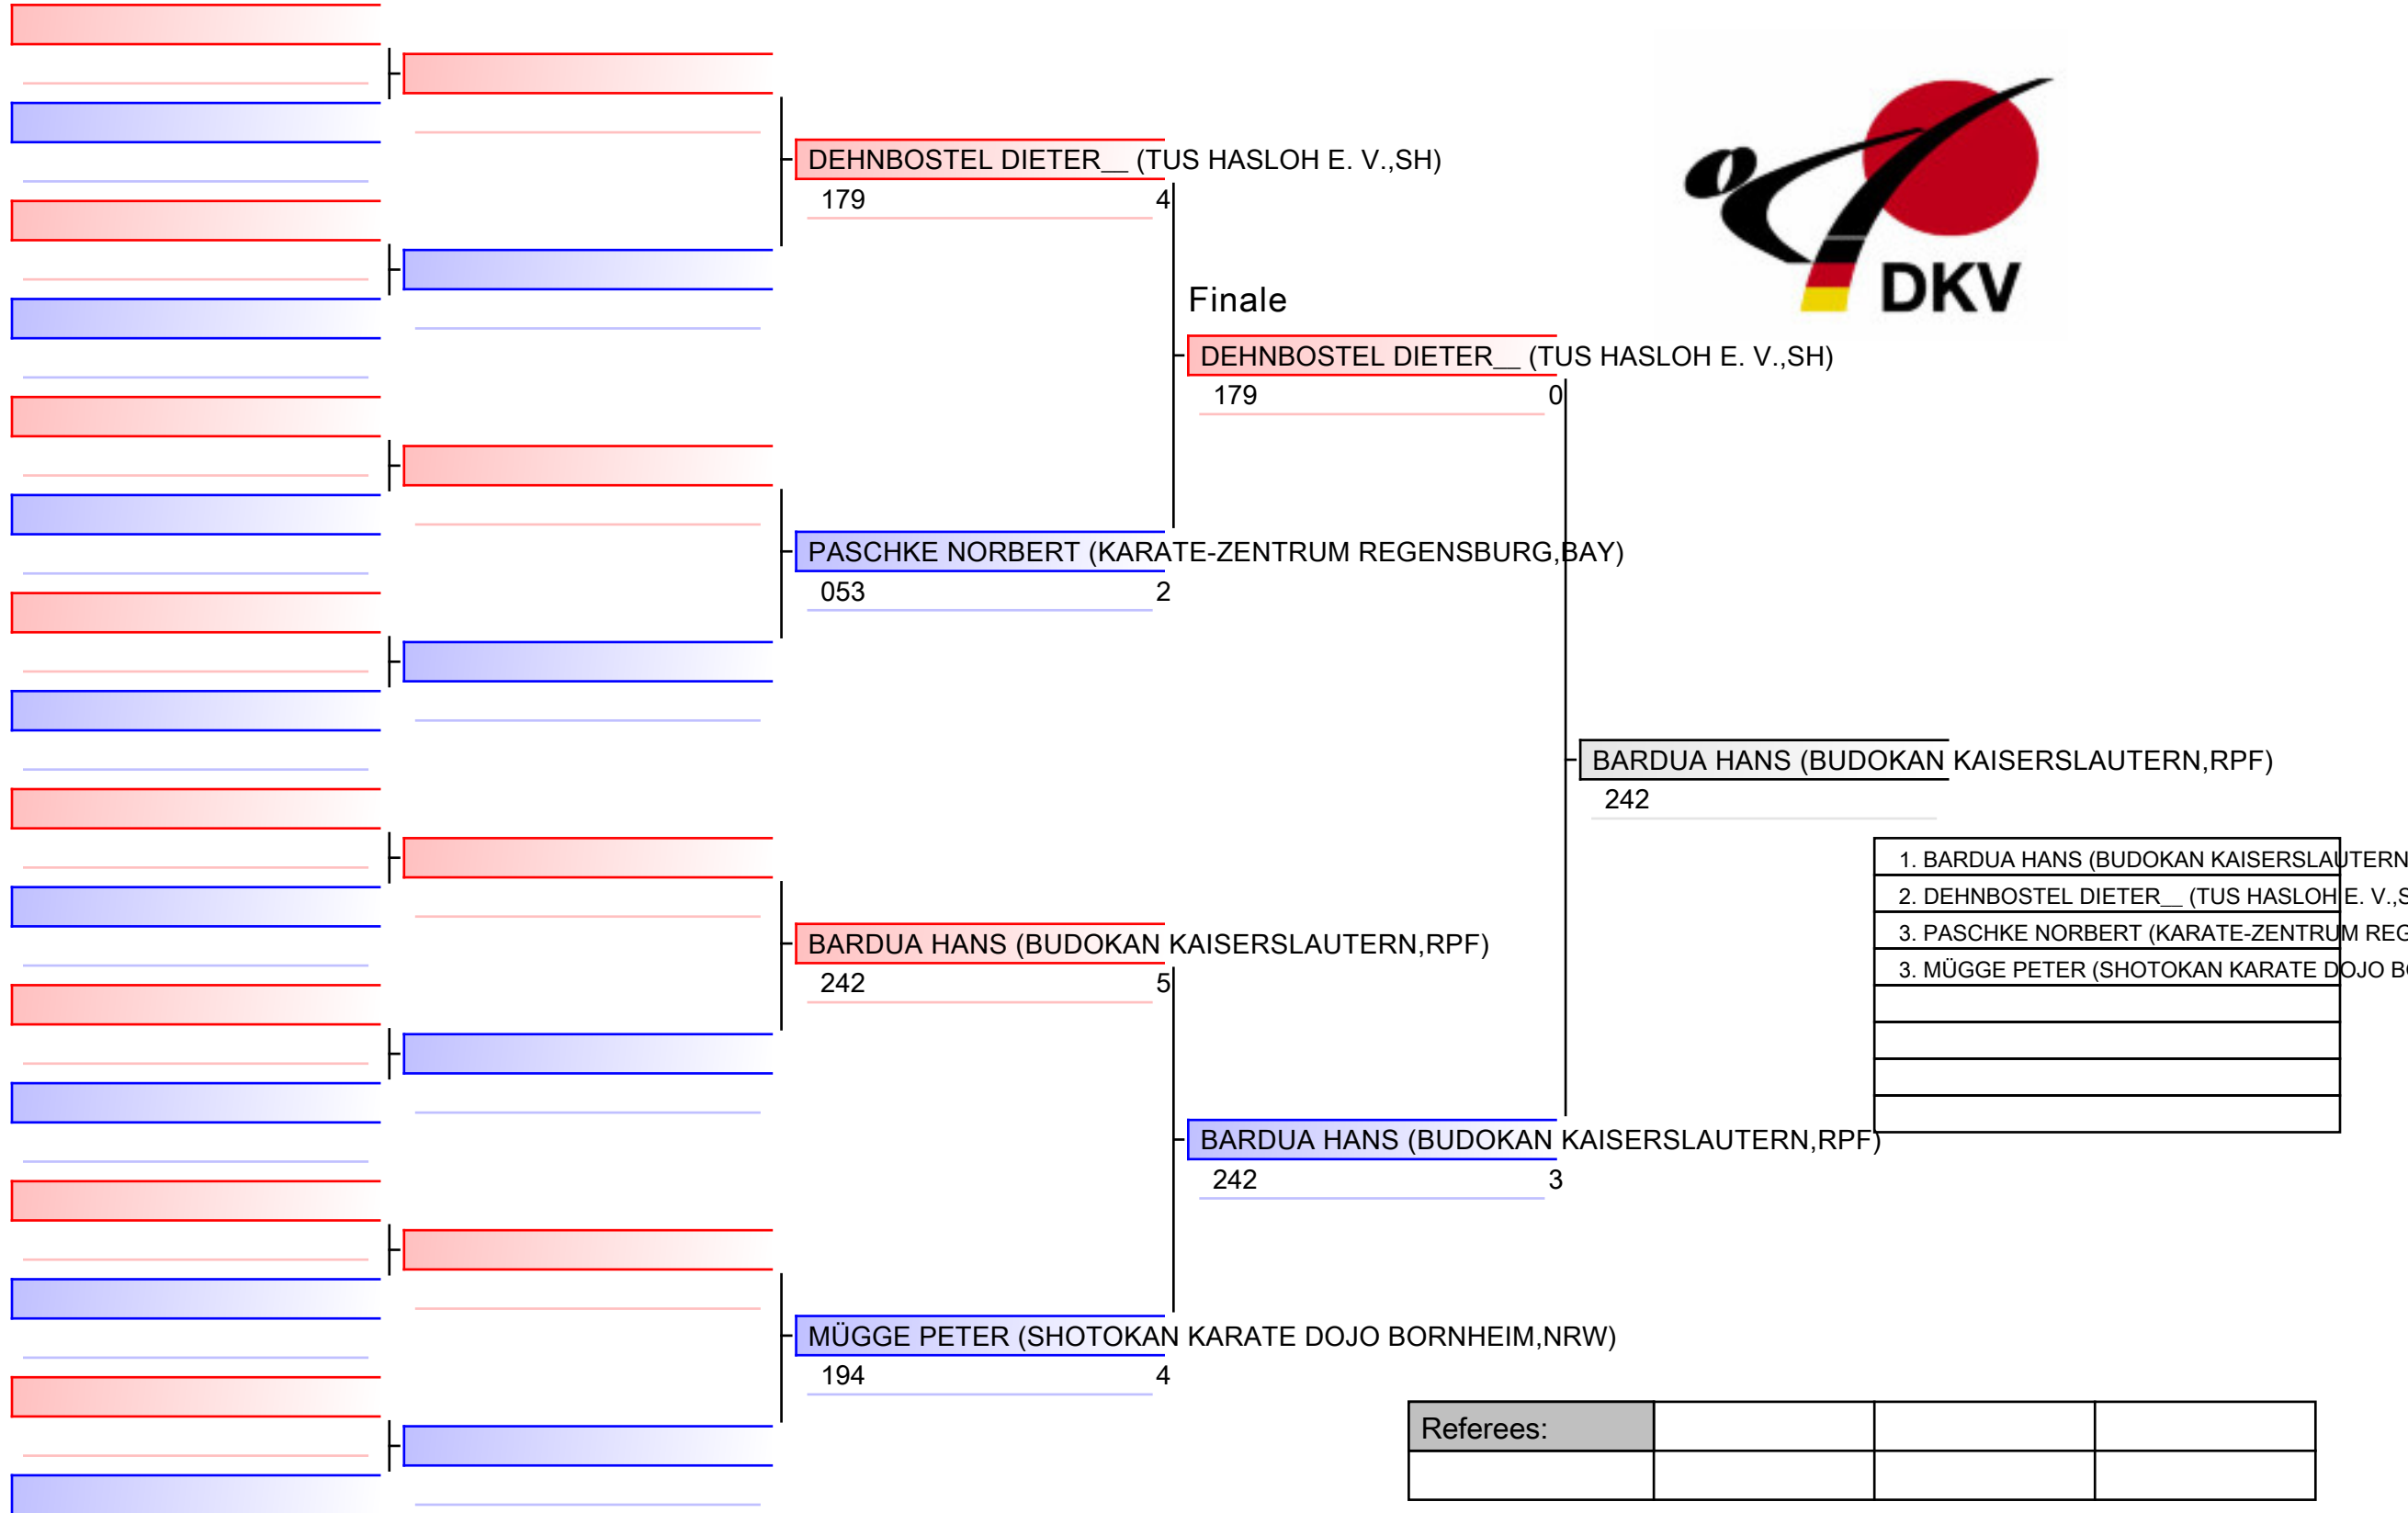 DEHNBOSTEL DIETER__ (TUS HASLOH E. V.,SH)
179 4
DKV
Finale
DEHNBOSTEL DIETER__ (TUS HASLOH E. V.,SH)
179 0
PASCHKE NORBERT (KARATE-ZENTRUM REGENSBURG,BAY)
053 2
BARDUA HANS (BUDOKAN KAISERSLAUTERN,RPF)
242
1. BARDUA HANS (BUDOKAN KAISERSLAUTERN
2. DEHNBOSTEL DIETER__ (TUS HASLOH E. V.,S
3. PASCHKE NORBERT (KARATE-ZENTRUM REG
3. MÜGGE PETER (SHOTOKAN KARATE DOJO BO
BARDUA HANS (BUDOKAN KAISERSLAUTERN,RPF)
242 5
BARDUA HANS (BUDOKAN KAISERSLAUTERN,RPF)
242 3
MÜGGE PETER (SHOTOKAN KARATE DOJO BORNHEIM,NRW)
194 4
Referees: